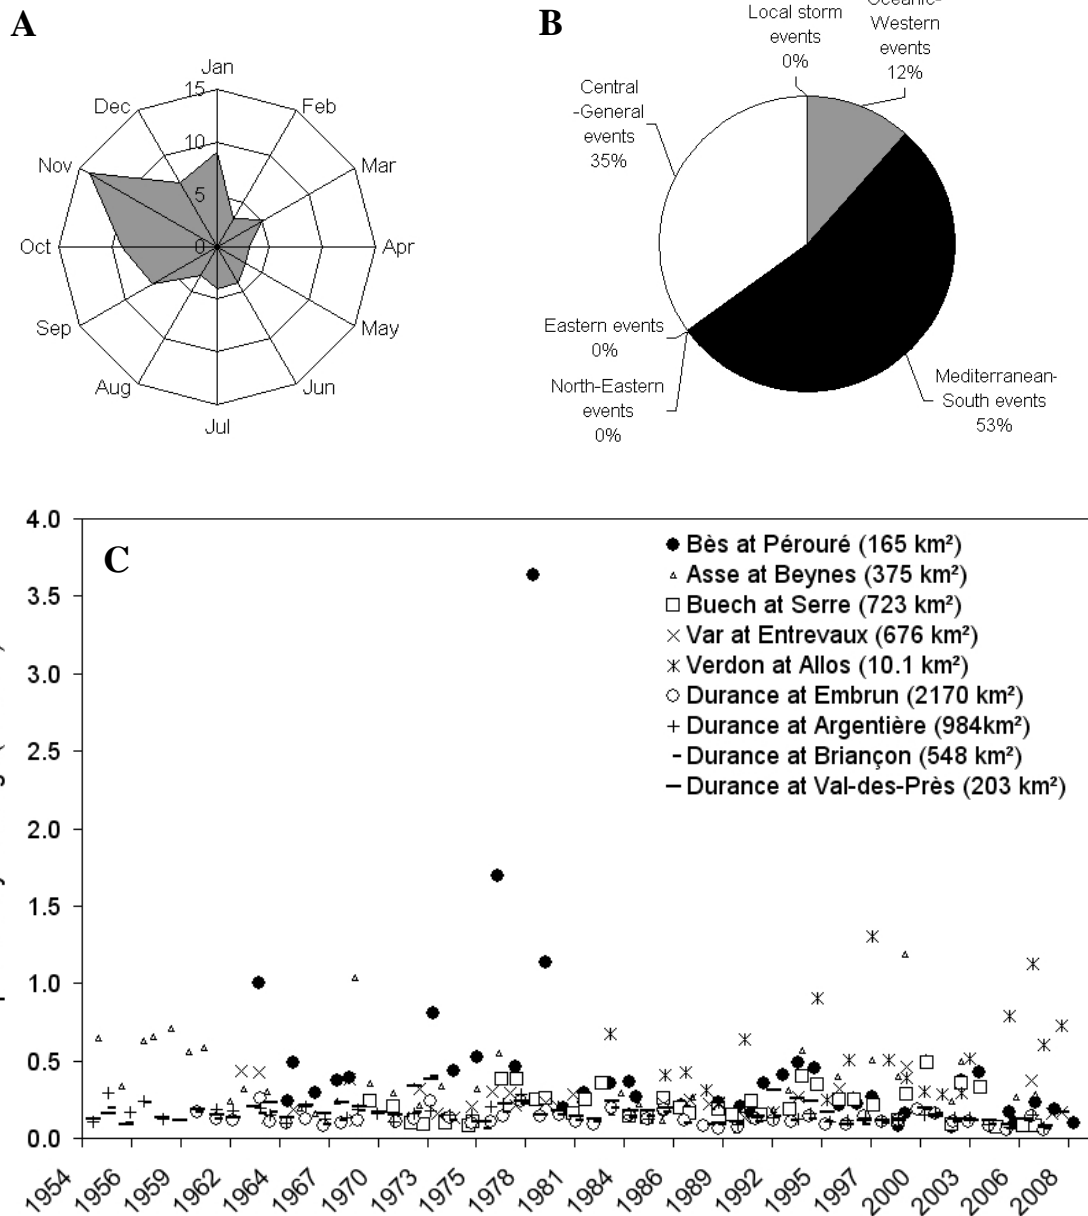 A
Jan
15
Dec
Feb
10
Nov
Mar
5
Oct
0
Apr
Sep
May
Aug
Jun
Jul
B
Local storm
events
0%
Western
events
12%
Central
-General
events
35%
Eastern events
0%
North-Eastern
events
0%
Mediterranean-
South events
53%
C
4.0
3.5
3.0
2.5
2.0
1.5
1.0
0.5
0.0
Bès at Pérouré (165 km²)
Asse at Beynes (375 km²)
Buech at Serre (723 km²)
Var at Entrevaux (676 km²)
Verdon at Allos (10.1 km²)
Durance at Embrun (2170 km²)
Durance at Argentière (984km²)
Durance at Briançon (548 km²)
Durance at Val-des-Près (203 km²)
1954 1956 1959 1962 1964 1967 1970 1973 1975 1978 1981 1984 1986 1989 1992 1995 1997 2000 2003 2006 2008